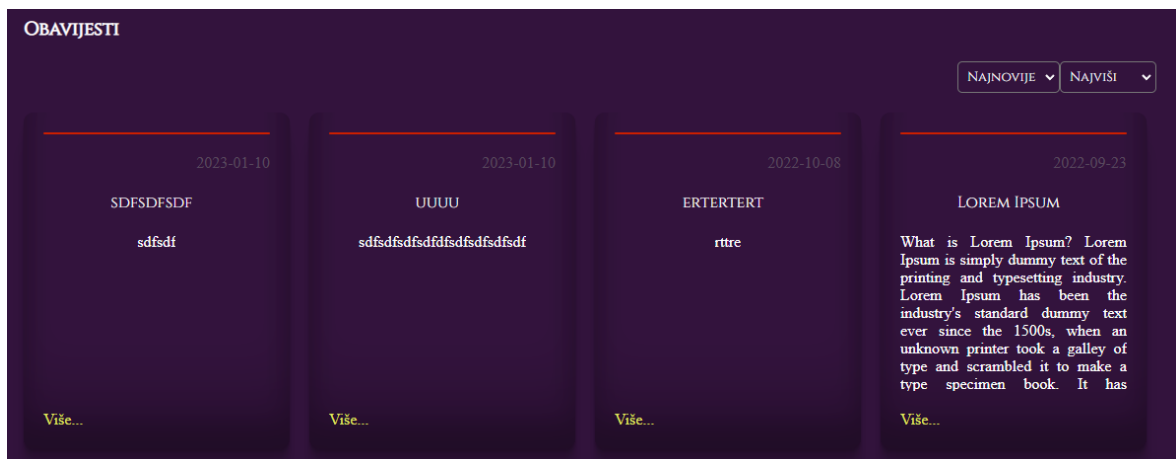 Obavijesti
Najnovije Najviši
2023-01-10
sdfsdfsdf
sdfsdf
Više...
2023-01-10
uuuu
sdfsdfsdfsdfdfsdfsdfsdfsdf
Više...
2022-10-08
ertertert
rttre
Više...
2022-09-23
Lorem Ipsum
What is Lorem Ipsum? Lorem
Ipsum is simply dummy text of the
printing and typesetting industry.
Lorem Ipsum has been the
industry's standard dummy text
ever since the 1500s, when an
unknown printer took a galley of
type and scrambled it to make a
type specimen book. It has
Više...